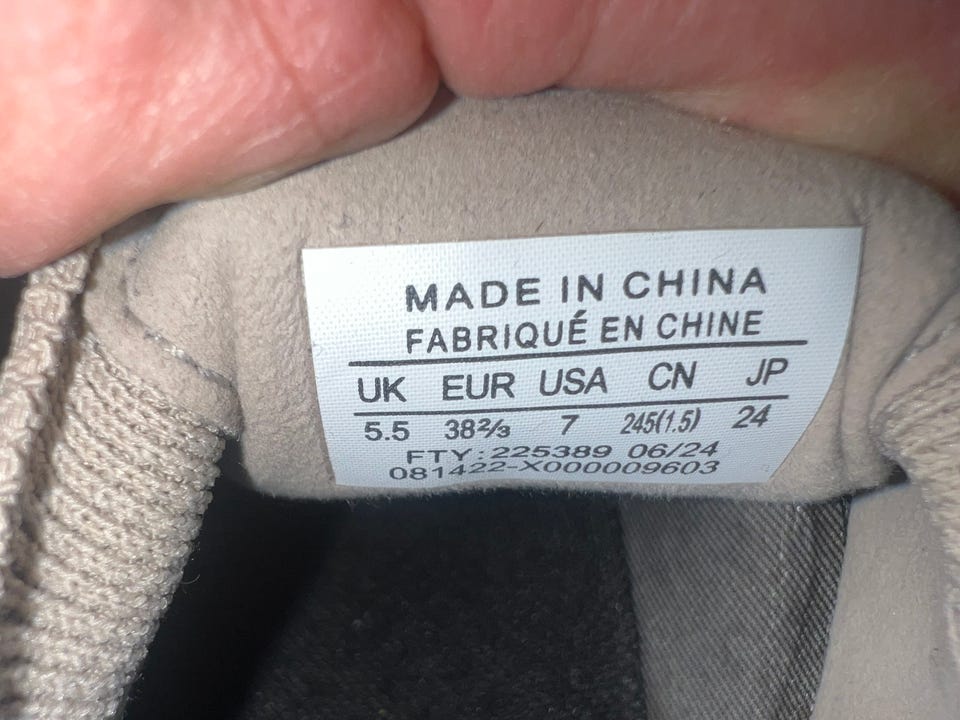 MADE IN CHINA
FABRIQUÉ EN CHINE
UK EUR USA CN JP
5.5 38⅔ 7 245(1.5) 24
FTY: 225389 06/24
081422-X000009603